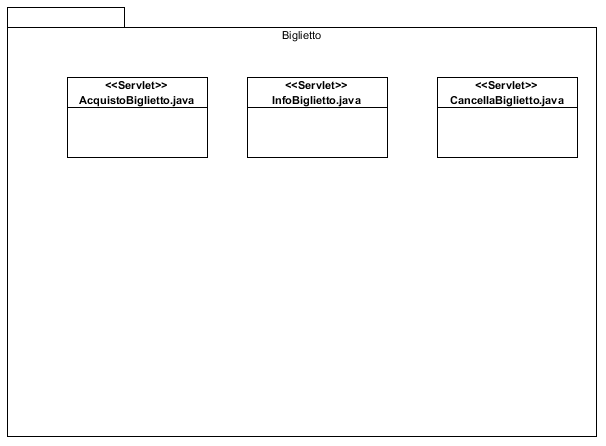 Biglietto
<<Servlet>>
AcquistoBiglietto.java
<<Servlet>>
InfoBiglietto.java
<<Servlet>>
CancellaBiglietto.java